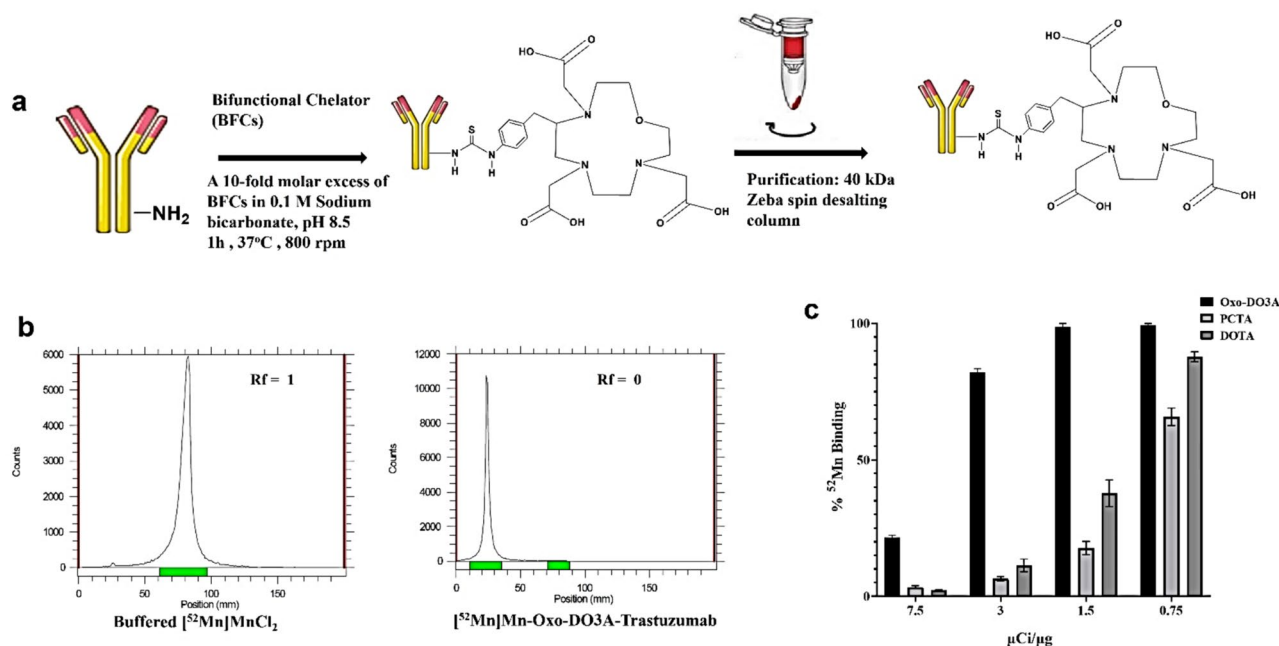 a
Bifunctional Chelator
(BFCs)
A 10-fold molar excess of
BFCs in 0.1 M Sodium
bicarbonate, pH 8.5
1h , 37°C , 800 rpm
NH₂
N
H
S
N
H
HO
O
N
O
N
N
O
OH
O
OH
Purification: 40 kDa
Zeba spin desalting
column
N
H
S
N
H
HO
O
N
O
N
N
O
OH
O
OH
b
6000
5000
4000
3000
2000
1000
0
Counts
Rf = 1
0
50
100
150
Position (mm)
Buffered [⁵²Mn]MnCl₂
12000
10000
8000
6000
4000
2000
0
Counts
Rf = 0
0
50
100
150
Position (mm)
[⁵²Mn]Mn-Oxo-DO3A-Trastuzumab
c
Oxo-DO3A
PCTA
DOTA
100
50
0
% ⁵²Mn Binding
7.5
3
1.5
0.75
µCi/µg